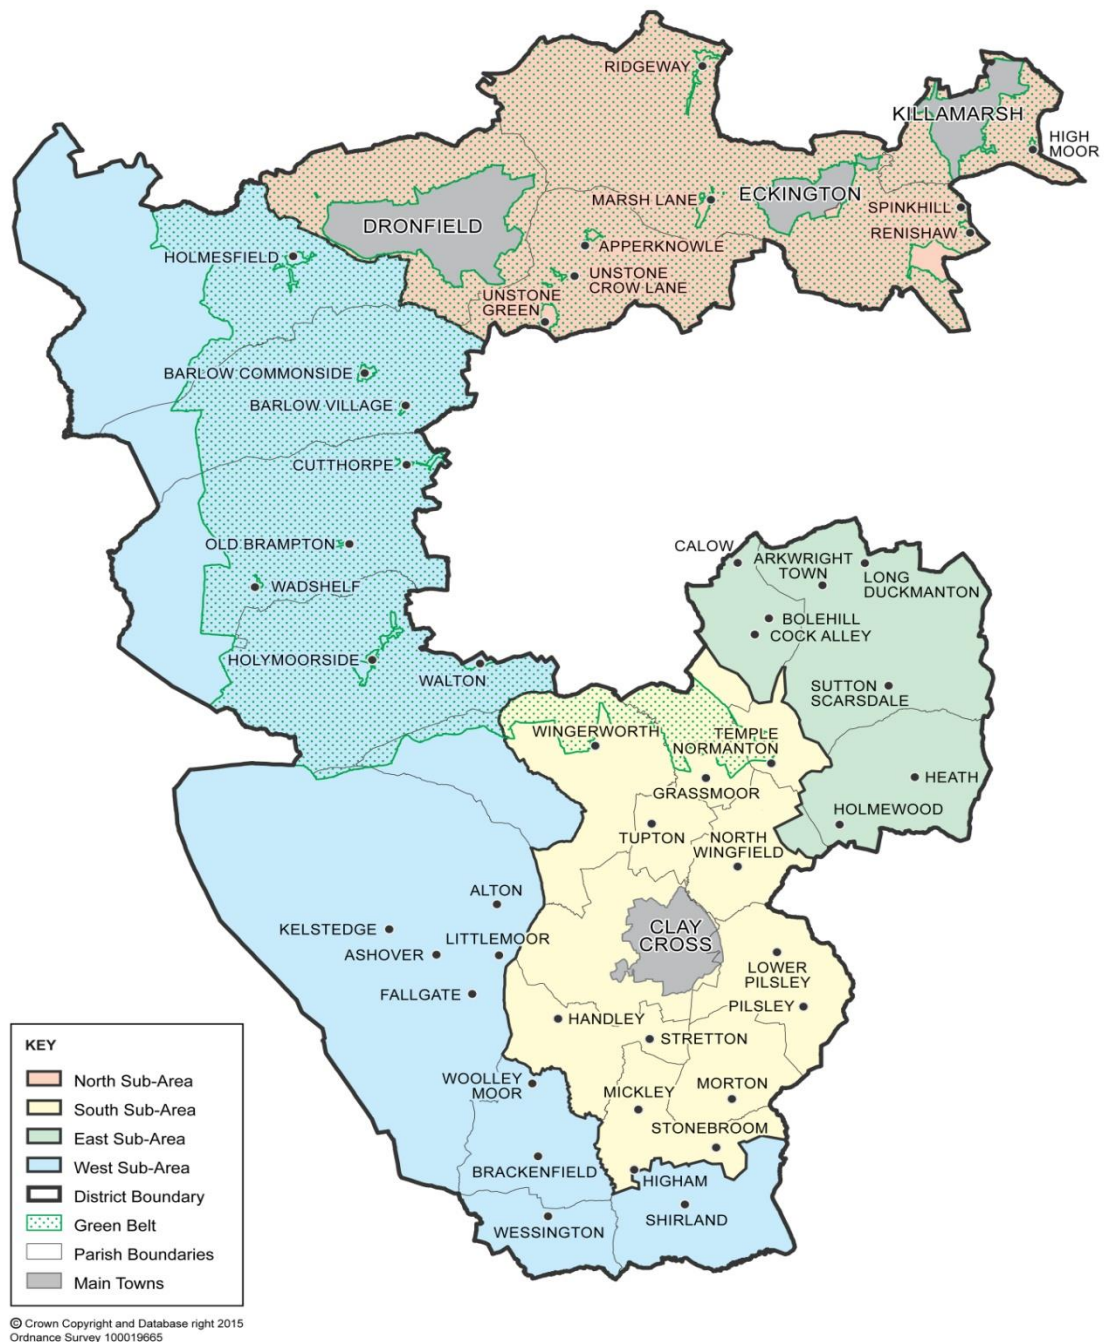 RIDGEWAY
KILLAMARSH
HIGH
MOOR
ECKINGTON
MARSH LANE
SPINKHILL
DRONFIELD
RENISHAW
APPERKNOWLE
HOLMESFIELD
UNSTONE
CROW LANE
UNSTONE
GREEN
BARLOW COMMONSIDE
BARLOW VILLAGE
CUTTHORPE
OLD BRAMPTON
WADSHELF
CALOW
ARKWRIGHT
TOWN
LONG
DUCKMANTON
BOLEHILL
COCK ALLEY
HOLYMOORSIDE
WALTON
SUTTON
SCARSDALE
WINGERWORTH
TEMPLE
NORMANTON
GRASSMOOR
HEATH
HOLMEWOOD
TUPTON
NORTH
WINGFIELD
ALTON
KELSTEDGE
LITTLEMOOR
ASHOVER
CLAY
CROSS
FALLGATE
LOWER
PILSLEY
PILSLEY
HANDLEY
STRETTON
WOOLLEY
MOOR
MICKLEY
MORTON
STONEBROOM
BRACKENFIELD
HIGHAM
WESSINGTON
SHIRLAND
KEY
North Sub-Area
South Sub-Area
East Sub-Area
West Sub-Area
District Boundary
Green Belt
Parish Boundaries
Main Towns
© Crown Copyright and Database right 2015
Ordnance Survey 100019665